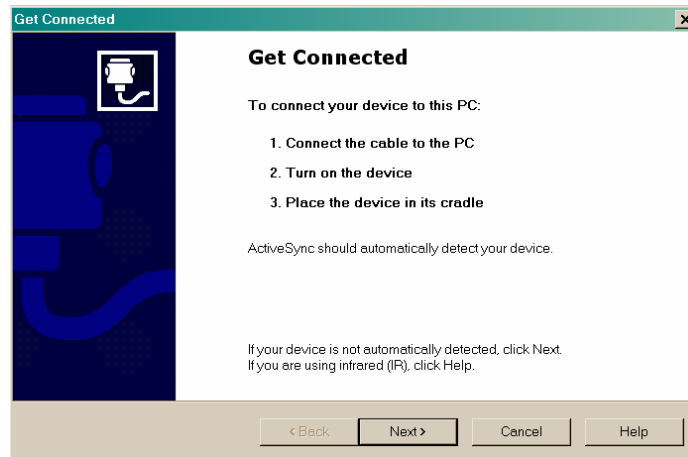 Get Connected
Get Connected
To connect your device to this PC:
1. Connect the cable to the PC
2. Turn on the device
3. Place the device in its cradle
ActiveSync should automatically detect your device.
If your device is not automatically detected, click Next.
If you are using infrared (IR), click Help.
< Back Next > Cancel Help